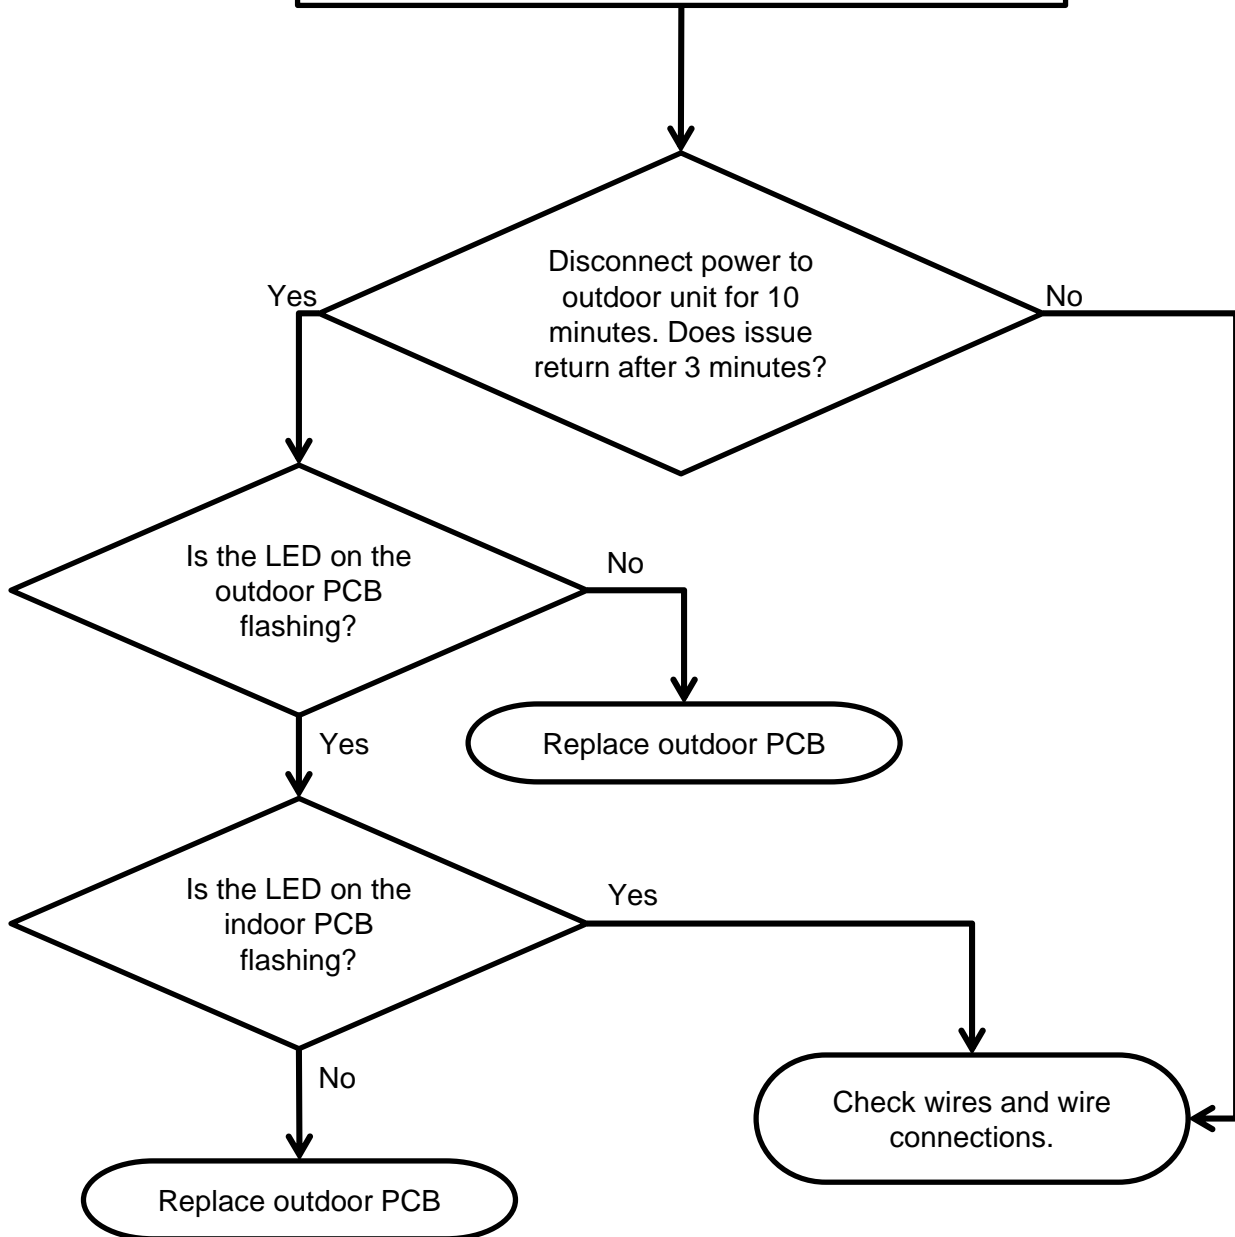 Disconnect power to
outdoor unit for 10
minutes. Does issue
return after 3 minutes?
Yes
No
Is the LED on the
outdoor PCB
flashing?
No
Replace outdoor PCB
Yes
Is the LED on the
indoor PCB
flashing?
Yes
No
Check wires and wire
connections.
Replace outdoor PCB